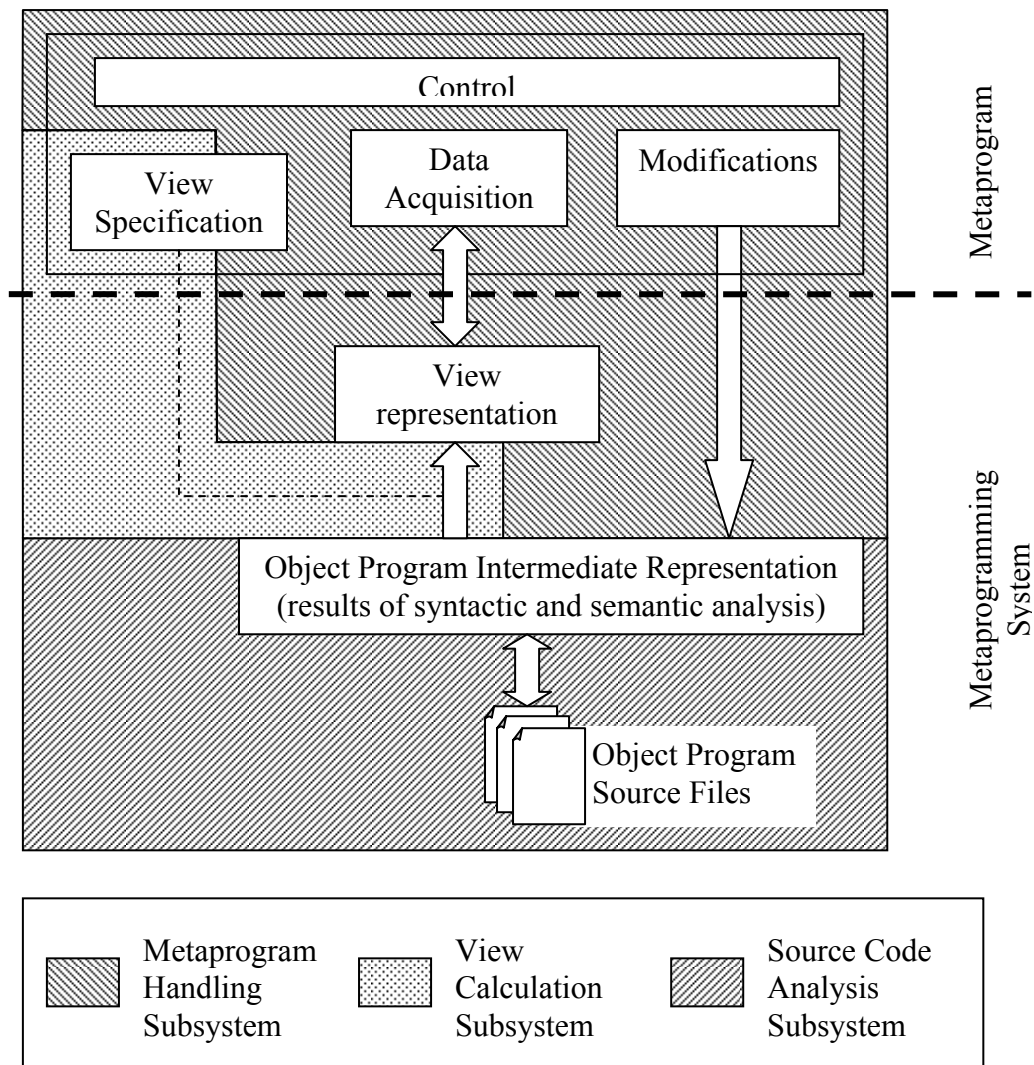 Control
View
Specification
Data
Acquisition
Modifications
Metaprogram
View
representation
Object Program Intermediate Representation
(results of syntactic and semantic analysis)
Metaprogramming
System
Object Program
Source Files
Metaprogram
Handling
Subsystem
View
Calculation
Subsystem
Source Code
Analysis
Subsystem